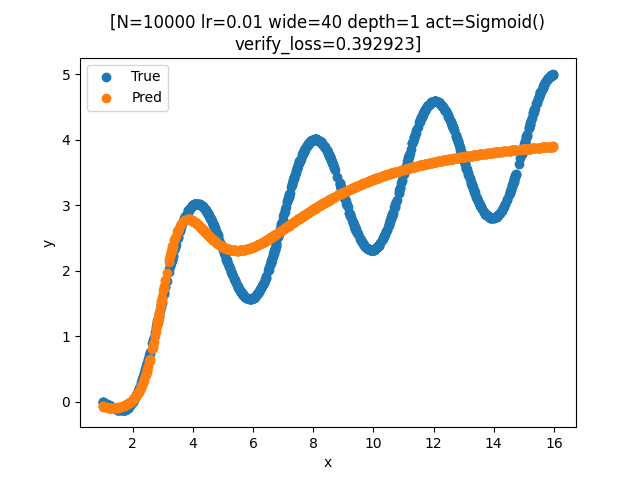 [N=10000 lr=0.01 wide=40 depth=1 act=Sigmoid()
verify_loss=0.392923]
True
Pred
y
5
4
3
2
1
0
2 4 6 8 10 12 14 16
x